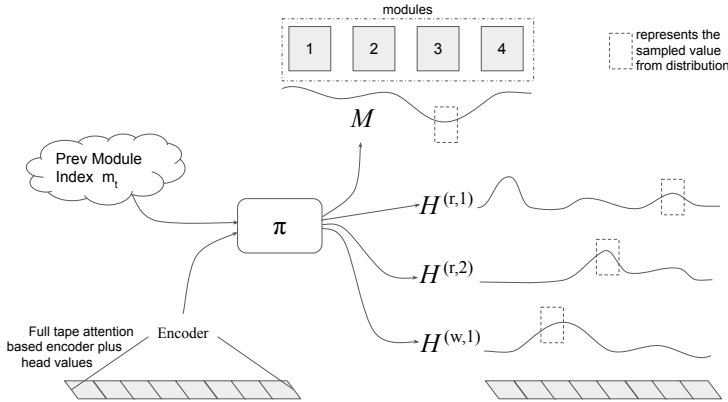 modules
1 2 3 4
represents the
sampled value
from distribution
M
Prev Module
Index m_t
π
H^(r,1)
H^(r,2)
H^(w,1)
Full tape attention
based encoder plus
head values
Encoder